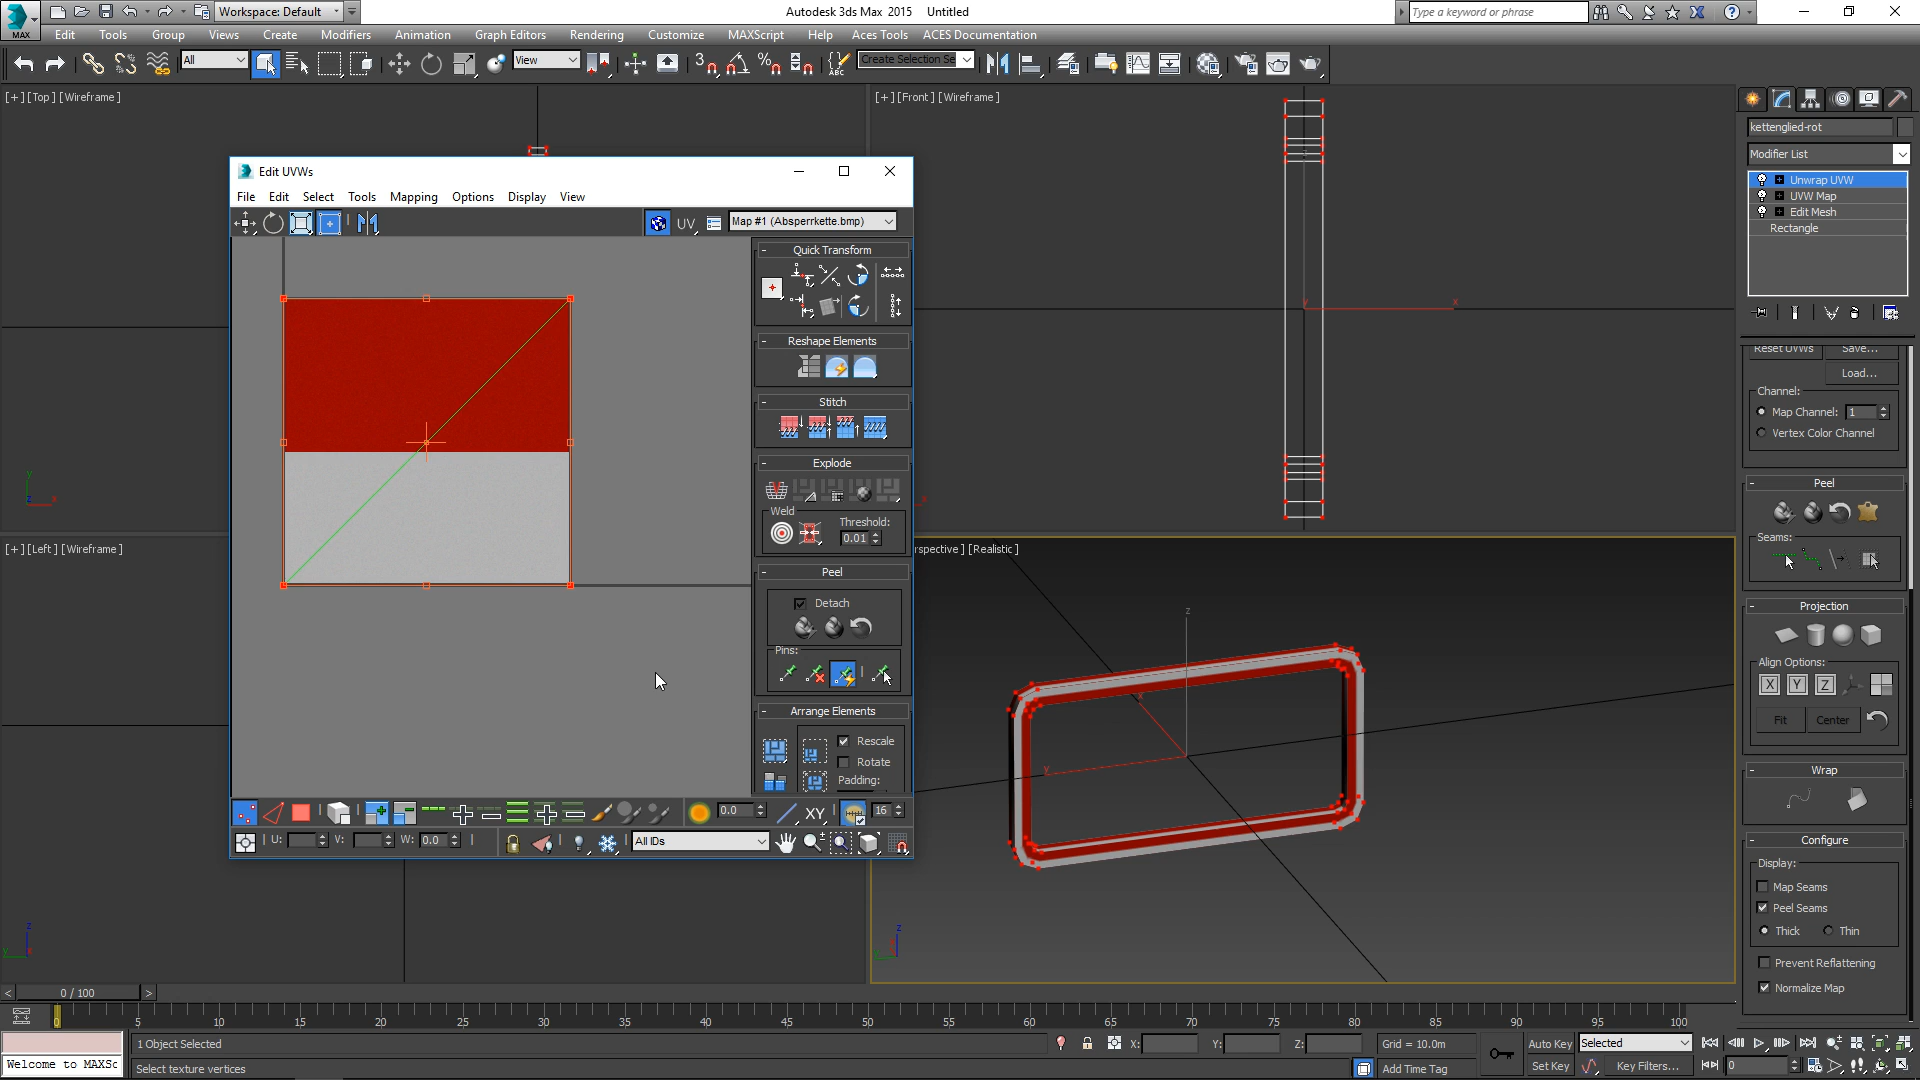 MAX
Workspace: Default
Autodesk 3ds Max 2015 Untitled
Type a keyword or phrase
Edit Tools Group Views Create Modifiers Animation Graph Editors Rendering Customize MAXScript Help Aces Tools ACES Documentation
All
View
3
ABC
Create Selection Se
[+] [Top] [Wireframe]
[+] [Front] [Wireframe]
kettenglied-rot
Modifier List
Unwrap UVW
UVW Map
Edit Mesh
Rectangle
Edit UVWs
File Edit Select Tools Mapping Options Display View
UV
Map #1 (Absperrkette.bmp)
Quick Transform
Reshape Elements
Stitch
Explode
Weld
Threshold:
0.01
Peel
Detach
Pins:
Arrange Elements
Rescale
Rotate
Padding:
0.0
XY
16
U:
V:
W: 0.0
All IDs
Reset UVWs Save...
Load...
Channel:
Map Channel: 1
Vertex Color Channel
Peel
Seams:
Projection
Align Options:
X Y Z
Fit Center
Wrap
Configure
Display:
Map Seams
Peel Seams
Thick Thin
Prevent Reflattening
Normalize Map
[+] [Left] [Wireframe]
rspective] [Realistic]
x
y
z
0 / 100
0 5 10 15 20 25 30 35 40 45 50 55 60 65 70 75 80 85 90 95 100
1 Object Selected
X:
Y:
Z:
Grid = 10.0m
Auto Key
Selected
Welcome to MAXSc
Select texture vertices
Add Time Tag
Set Key
Key Filters...
0